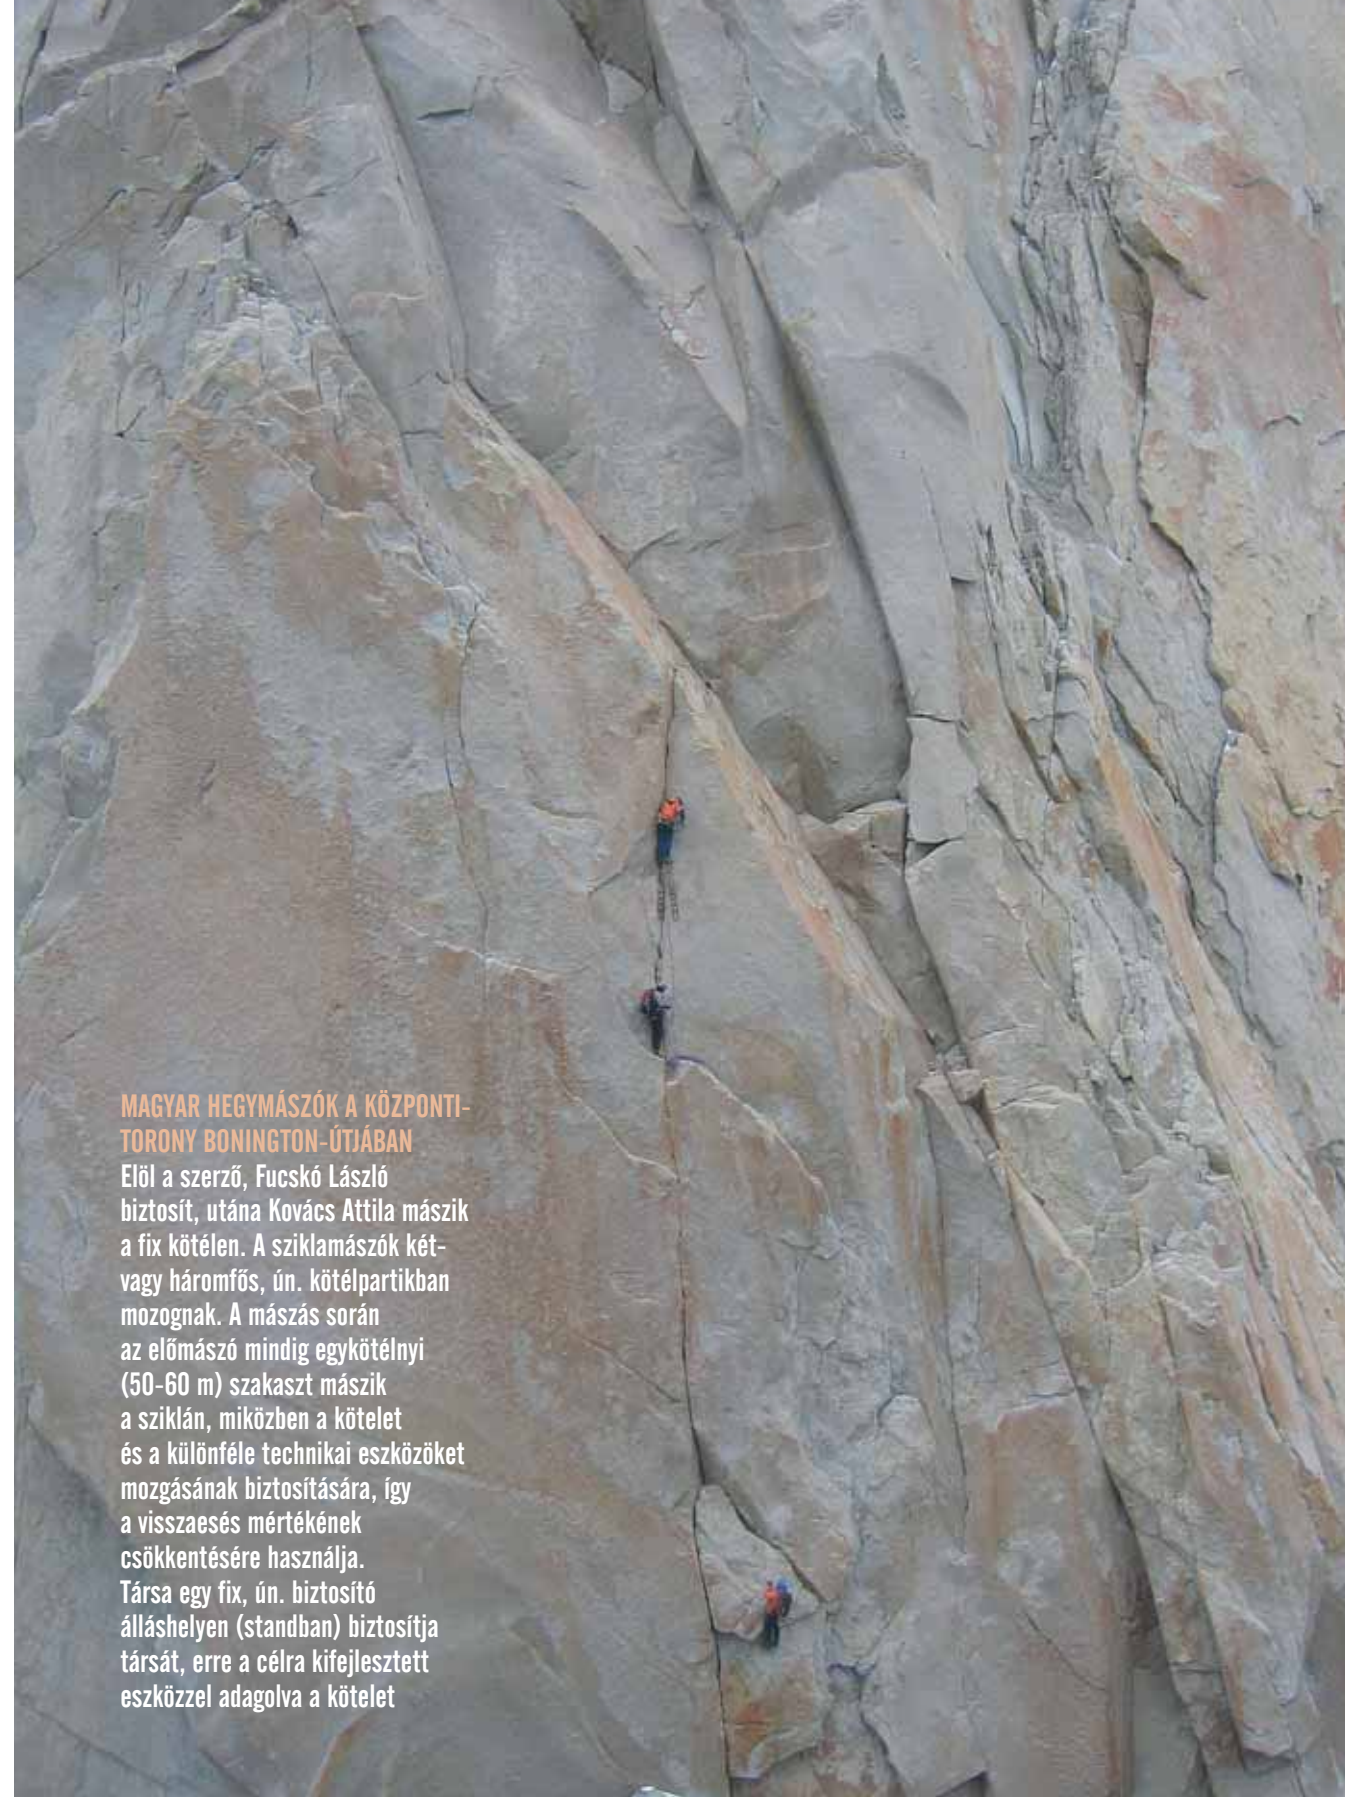 MAGYAR HEGYMÁSZÓK A KÖZPONTI-
TORONY BONINGTON-ÚTJÁBAN
Elöl a szerző, Fucskó László
biztosít, utána Kovács Attila mászik
a fix kötélen. A sziklamászók két-
vagy háromfős, ún. kötélpartikban
mozognak. A mászás során
az előmászó mindig egykötélnyi
(50-60 m) szakaszt mászik
a sziklán, miközben a kötelet
és a különféle technikai eszközöket
mozgásának biztosítására, így
a visszaesés mértékének
csökkentésére használja.
Társa egy fix, ún. biztosító
álláshelyen (standban) biztosítja
társát, erre a célra kifejlesztett
eszközzel adagolva a kötelet